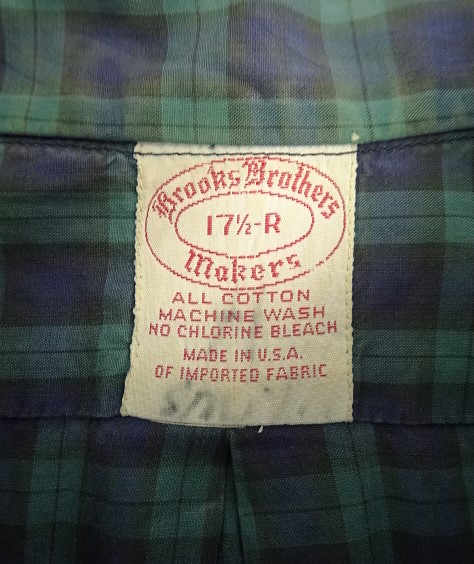 Brooks Brothers
17½-R
Makers
ALL COTTON
MACHINE WASH
NO CHLORINE BLEACH
MADE IN U.S.A.
OF IMPORTED FABRIC